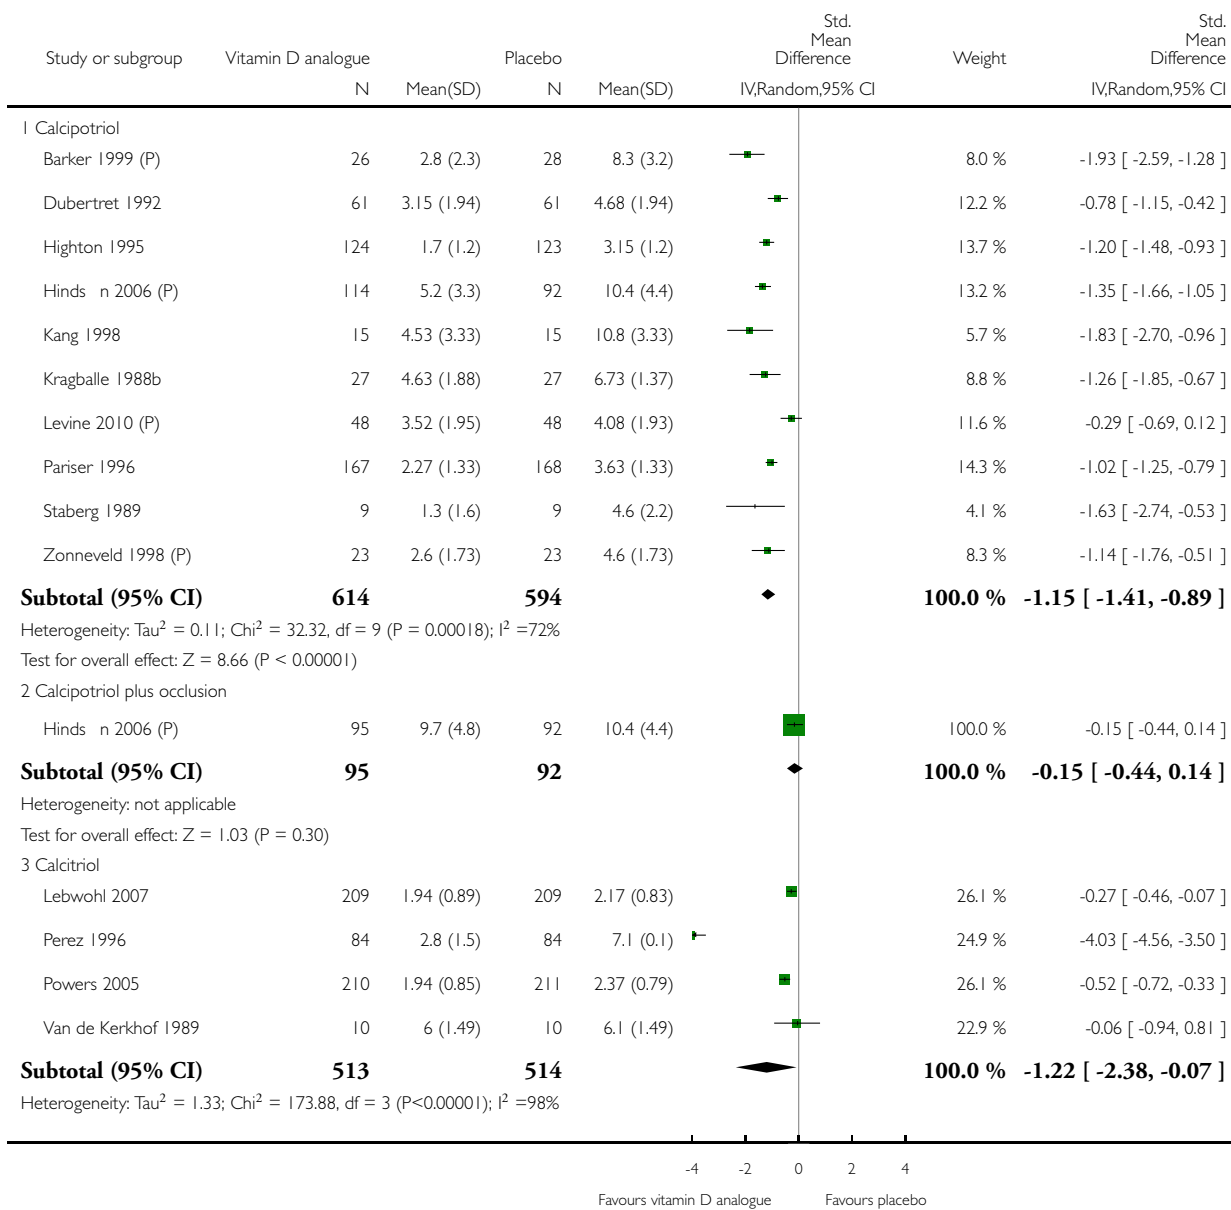 Std.
Mean
Difference
Std.
Mean
Difference
Study or subgroup Vitamin D analogue Placebo Weight
N Mean(SD) N Mean(SD) IV,Random,95% CI IV,Random,95% CI
1 Calcipotriol
Barker 1999 (P) 26 2.8 (2.3) 28 8.3 (3.2) 8.0 % -1.93 [ -2.59, -1.28 ]
Dubertret 1992 61 3.15 (1.94) 61 4.68 (1.94) 12.2 % -0.78 [ -1.15, -0.42 ]
Highton 1995 124 1.7 (1.2) 123 3.15 (1.2) 13.7 % -1.20 [ -1.48, -0.93 ]
Hinds n 2006 (P) 114 5.2 (3.3) 92 10.4 (4.4) 13.2 % -1.35 [ -1.66, -1.05 ]
Kang 1998 15 4.53 (3.33) 15 10.8 (3.33) 5.7 % -1.83 [ -2.70, -0.96 ]
Kragballe 1988b 27 4.63 (1.88) 27 6.73 (1.37) 8.8 % -1.26 [ -1.85, -0.67 ]
Levine 2010 (P) 48 3.52 (1.95) 48 4.08 (1.93) 11.6 % -0.29 [ -0.69, 0.12 ]
Pariser 1996 167 2.27 (1.33) 168 3.63 (1.33) 14.3 % -1.02 [ -1.25, -0.79 ]
Staberg 1989 9 1.3 (1.6) 9 4.6 (2.2) 4.1 % -1.63 [ -2.74, -0.53 ]
Zonneveld 1998 (P) 23 2.6 (1.73) 23 4.6 (1.73) 8.3 % -1.14 [ -1.76, -0.51 ]
Subtotal (95% CI) 614 594 100.0 % -1.15 [ -1.41, -0.89 ]
Heterogeneity: Tau² = 0.11; Chi² = 32.32, df = 9 (P = 0.00018); I² =72%
Test for overall effect: Z = 8.66 (P < 0.00001)
2 Calcipotriol plus occlusion
Hinds n 2006 (P) 95 9.7 (4.8) 92 10.4 (4.4) 100.0 % -0.15 [ -0.44, 0.14 ]
Subtotal (95% CI) 95 92 100.0 % -0.15 [ -0.44, 0.14 ]
Heterogeneity: not applicable
Test for overall effect: Z = 1.03 (P = 0.30)
3 Calcitriol
Lebwohl 2007 209 1.94 (0.89) 209 2.17 (0.83) 26.1 % -0.27 [ -0.46, -0.07 ]
Perez 1996 84 2.8 (1.5) 84 7.1 (0.1) 24.9 % -4.03 [ -4.56, -3.50 ]
Powers 2005 210 1.94 (0.85) 211 2.37 (0.79) 26.1 % -0.52 [ -0.72, -0.33 ]
Van de Kerkhof 1989 10 6 (1.49) 10 6.1 (1.49) 22.9 % -0.06 [ -0.94, 0.81 ]
Subtotal (95% CI) 513 514 100.0 % -1.22 [ -2.38, -0.07 ]
Heterogeneity: Tau² = 1.33; Chi² = 173.88, df = 3 (P<0.00001); I² =98%
-4 -2 0 2 4
Favours vitamin D analogue Favours placebo